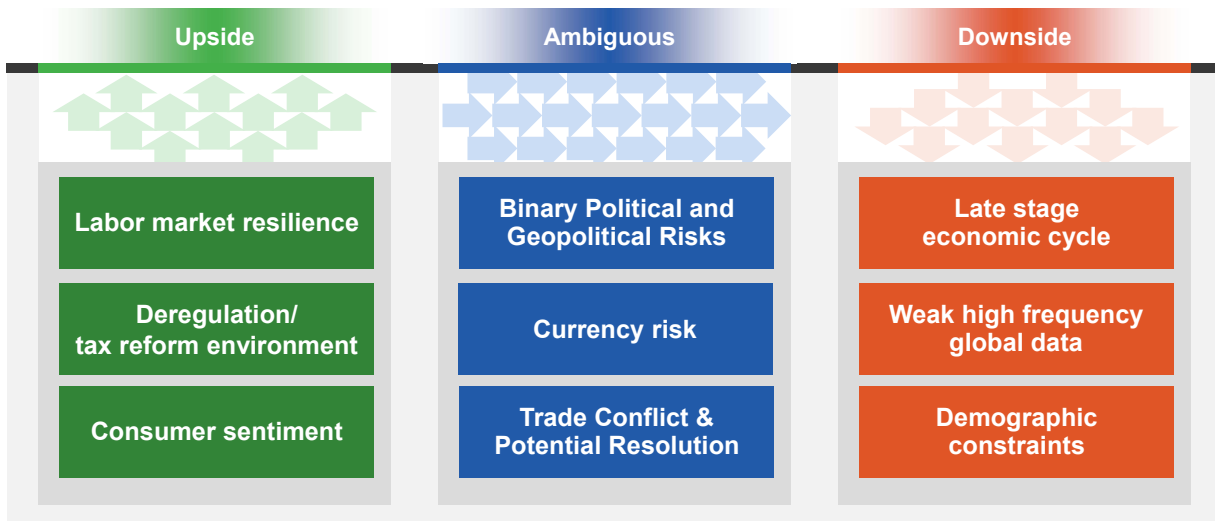 Upside
Labor market resilience
Deregulation/
tax reform environment
Consumer sentiment
Ambiguous
Binary Political and
Geopolitical Risks
Currency risk
Trade Conflict &
Potential Resolution
Downside
Late stage
economic cycle
Weak high frequency
global data
Demographic
constraints